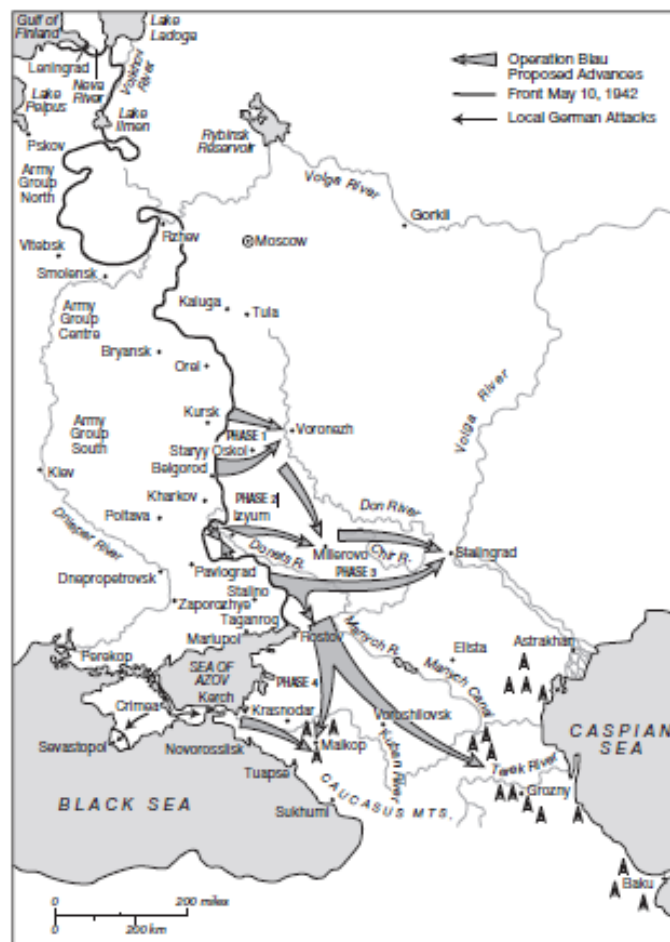 Gulf of
Finland
Lake
Ladoga
Leningrad
Neva
River
Volkhov
River
Lake
Peipus
Lake
Ilmen
Pskov
Army
Group
North
Rybinsk
Reservoir
Operation Blau
Proposed Advances
Front May 10, 1942
Local German Attacks
Volga River
Gorkii
Rzhev
Moscow
Vitebsk
Smolensk
Army
Group
Centre
Kaluga
Tula
Bryansk
Orel
Volga River
Army
Group
South
Kursk
PHASE 1
Voronezh
Staryy Oskol
Kiev
Belgorod
Kharkov
PHASE 2
Izyum
Poltava
Don River
Dnieper River
Donets R.
Millerovo
Chir R.
Stalingrad
Pavlograd
PHASE 3
Dnepropetrovsk
Stalino
Zaporozhye
Taganrog
Mariupol
Rostov
Manych R.
Elista
Astrakhan
Perekop
SEA OF
AZOV
Manych Canal
PHASE 4
Crimea
Kerch
Krasnodar
Voroshilovsk
CASPIAN
SEA
Sevastopol
Novorossiisk
Maikop
Kuban River
Terek River
Tuapse
Grozny
BLACK SEA
CAUCASUS MTS.
Sukhumi
Baku
0
200 miles
0
200 km